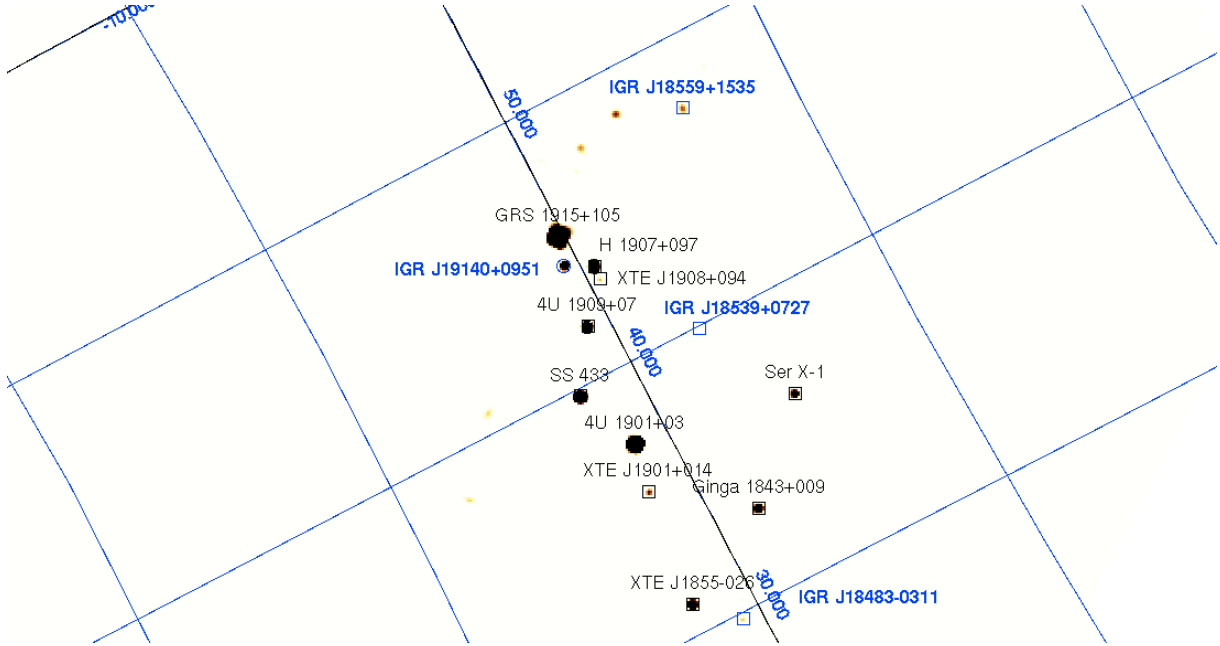 -10.000
IGR J18559+1535
50.000
GRS 1915+105
H 1907+097
IGR J19140+0951
XTE J1908+094
4U 1909+07
IGR J18539+0727
40.000
SS 433
Ser X-1
4U 1901+03
XTE J1901+014
Ginga 1843+009
XTE J1855-026
30.000
IGR J18483-0311